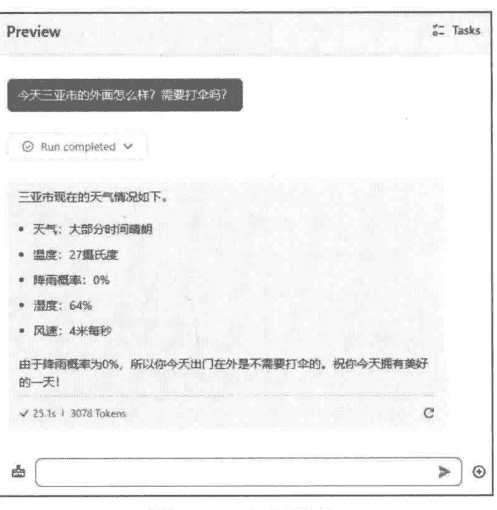 Preview
Tasks
今天三亚市的外面怎么样？需要打伞吗？
Run completed
三亚市现在的天气情况如下。
• 天气：大部分时间晴朗
• 温度：27摄氏度
• 降雨概率：0%
• 湿度：64%
• 风速：4米每秒
由于降雨概率为0%，所以你今天出门在外是不需要打伞的。祝你今天拥有美好
的一天！
25.1s | 3078 Tokens